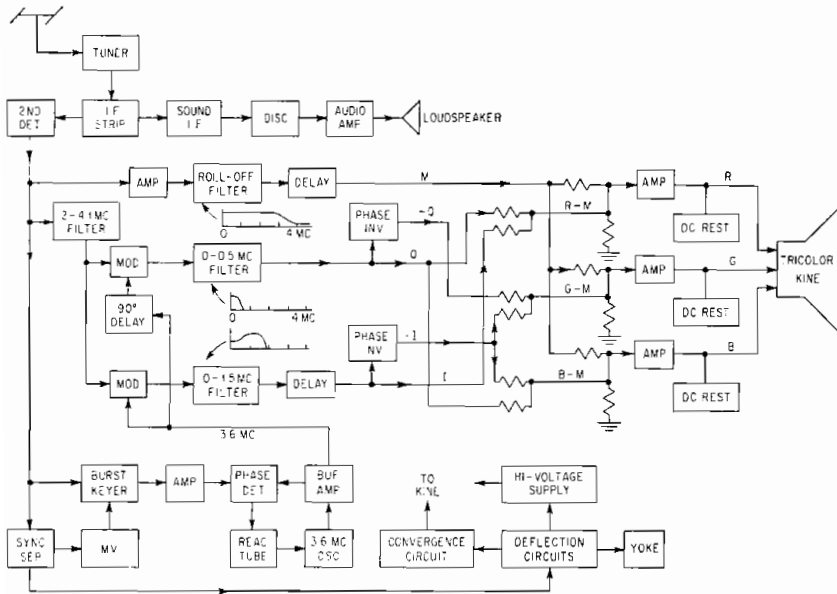 TUNER
2ND
DET
I F
STRIP
SOUND
I F
DISC
AUDIO
AMP
LOUDSPEAKER
AMP
ROLL-OFF
FILTER
DELAY
M
AMP
R
2-4.1 MC
FILTER
0
4 MC
PHASE
INV
-Q
R-M
DC REST
MOD
0-0.5 MC
FILTER
Q
AMP
G
TRICOLOR
KINE
90°
DELAY
0
4 MC
G-M
DC REST
PHASE
INV
-I
AMP
B
MOD
0-1.5 MC
FILTER
DELAY
I
B-M
DC REST
3.6 MC
BURST
KEYER
AMP
PHASE
DET
BUF
AMP
TO
KINE
HI-VOLTAGE
SUPPLY
SYNC
SEP
MV
REAC
TUBE
3.6 MC
OSC
CONVERGENCE
CIRCUIT
DEFLECTION
CIRCUITS
YOKE